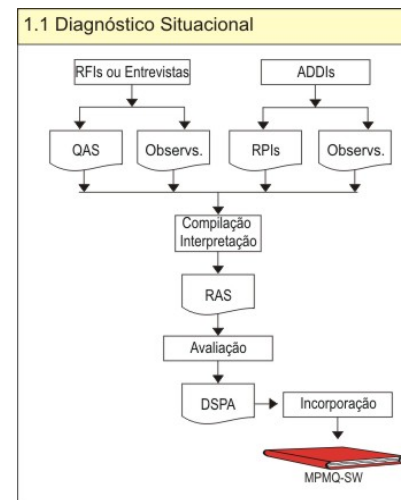 1.1 Diagnóstico Situacional
RFIs ou Entrevistas
ADDIs
QAS
Observs.
RPIs
Observs.
Compilação
Interpretação
RAS
Avaliação
DSPA
Incorporação
MPMQ-SW